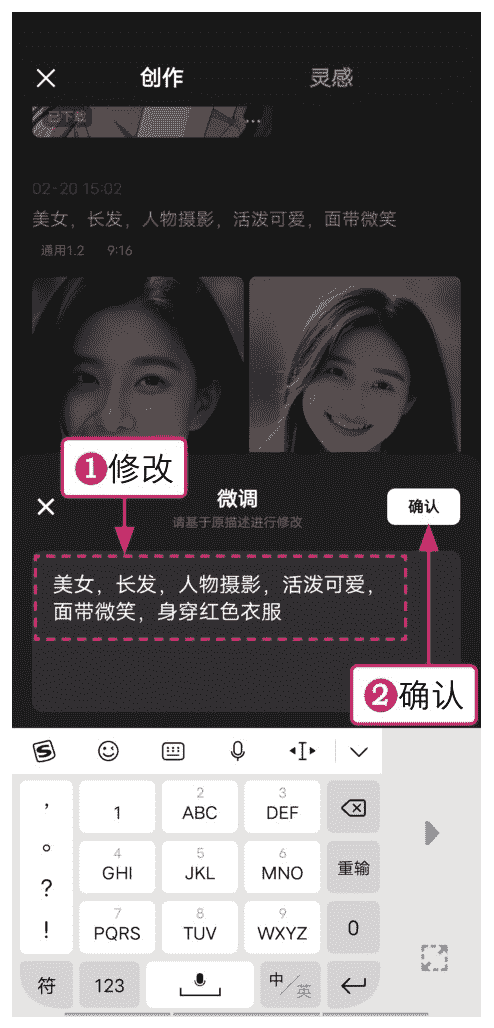 创作
灵感
已下载
...
02-20 15:02
美女，长发，人物摄影，活泼可爱，面带微笑
通用1.2 9:16
❶修改
微调
确认
请基于原描述进行修改
美女，长发，人物摄影，活泼可爱，
面带微笑，身穿红色衣服
❷确认
，
。
?
!
1
2
ABC
3
DEF
4
GHI
5
JKL
6
MNO
重输
7
PQRS
8
TUV
9
WXYZ
0
符
123
中/英